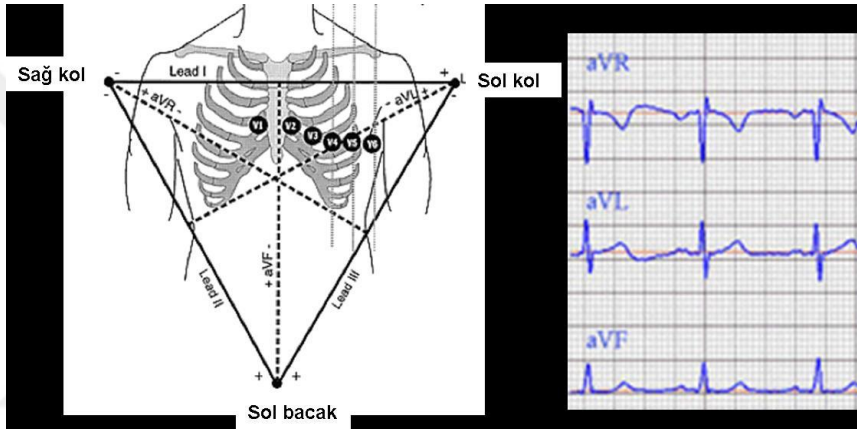 Sağ kol
Lead I
Sol kol
+ aVR -
- aVL +
V1
V2
V3
V4
V5
V6
+ aVF -
Lead II
Lead III
Sol bacak
aVR
aVL
aVF